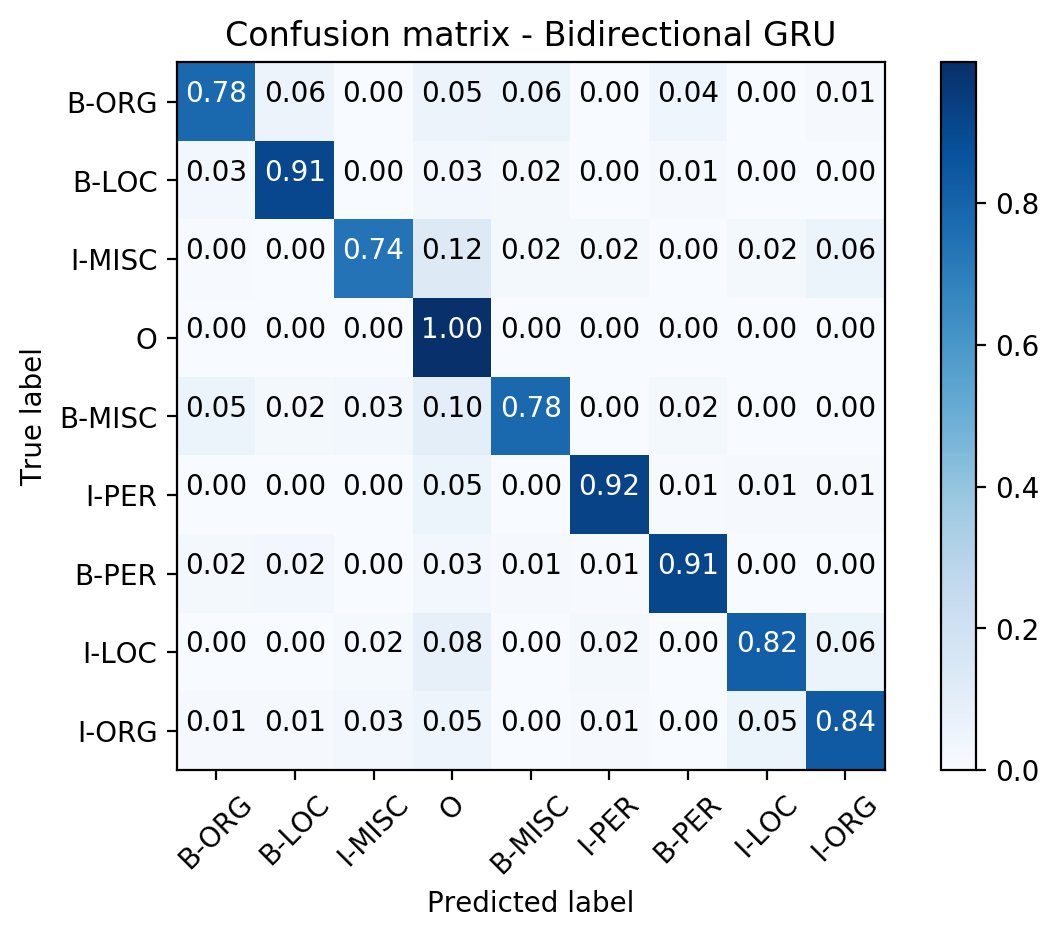 Confusion matrix - Bidirectional GRU
B-ORG 0.78 0.06 0.00 0.05 0.06 0.00 0.04 0.00 0.01
B-LOC 0.03 0.91 0.00 0.03 0.02 0.00 0.01 0.00 0.00
I-MISC 0.00 0.00 0.74 0.12 0.02 0.02 0.00 0.02 0.06
O 0.00 0.00 0.00 1.00 0.00 0.00 0.00 0.00 0.00
B-MISC 0.05 0.02 0.03 0.10 0.78 0.00 0.02 0.00 0.00
I-PER 0.00 0.00 0.00 0.05 0.00 0.92 0.01 0.01 0.01
B-PER 0.02 0.02 0.00 0.03 0.01 0.01 0.91 0.00 0.00
I-LOC 0.00 0.00 0.02 0.08 0.00 0.02 0.00 0.82 0.06
I-ORG 0.01 0.01 0.03 0.05 0.00 0.01 0.00 0.05 0.84
B-ORG B-LOC I-MISC O B-MISC I-PER B-PER I-LOC I-ORG
Predicted label
True label
0.8
0.6
0.4
0.2
0.0